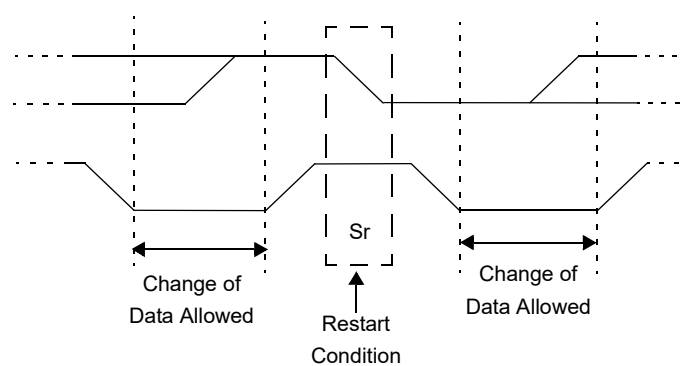 Sr
Change of
Data Allowed
Restart
Condition
Change of
Data Allowed